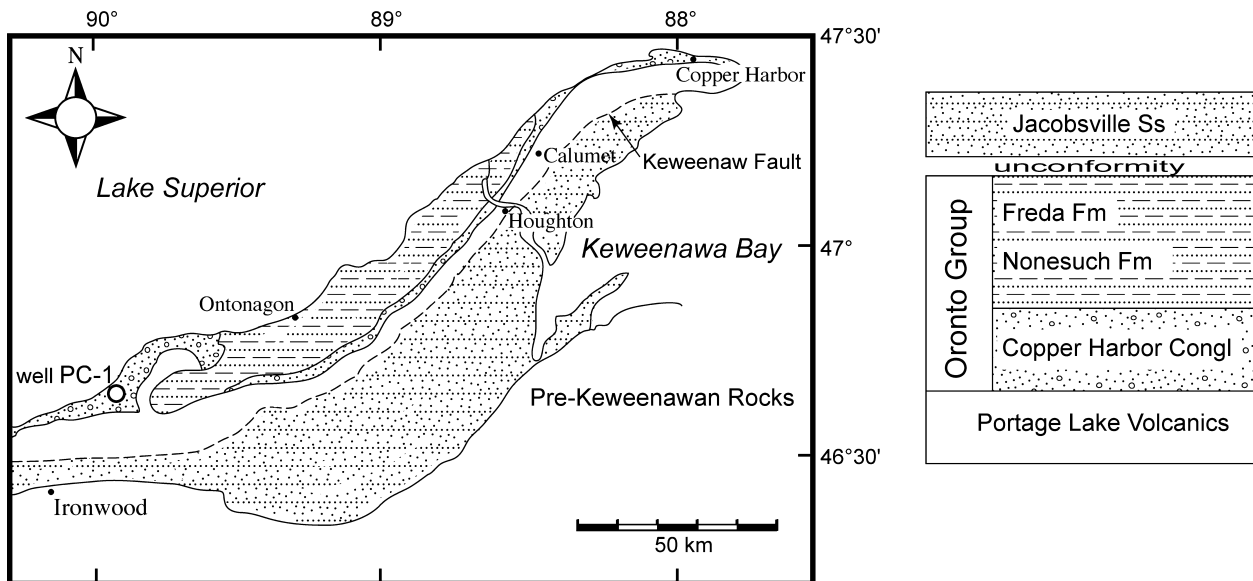 90°
89°
88°
47°30'
N
Copper Harbor
Calumet
Keweenaw Fault
Lake Superior
Houghton
Keweenawa Bay
47°
Ontonagon
well PC-1
Pre-Keweenawan Rocks
46°30'
Ironwood
50 km
Jacobsville Ss
unconformity
Oronto Group
Freda Fm
Nonesuch Fm
Copper Harbor Congl
Portage Lake Volcanics